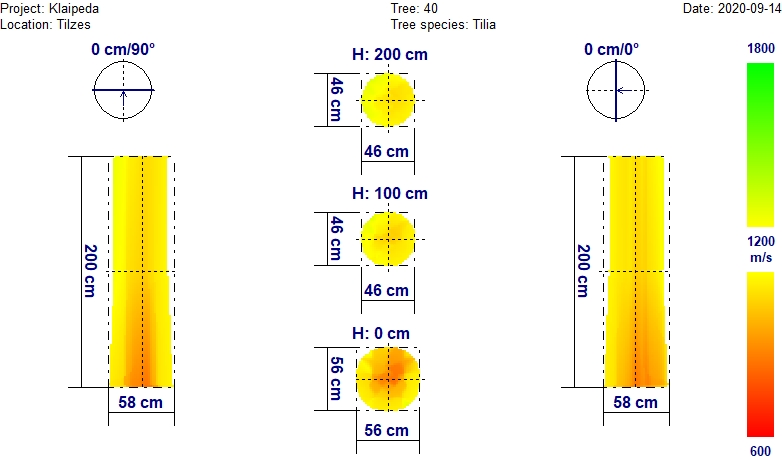 Project: Klaipeda Tree: 40 Date: 2020-09-14
Location: Tilzes Tree species: Tilia
0 cm/90° H: 200 cm 0 cm/0° 1800
46 cm
46 cm
H: 100 cm
46 cm
46 cm
200 cm 200 cm 1200
m/s
H: 0 cm
56 cm
58 cm 56 cm 58 cm
600